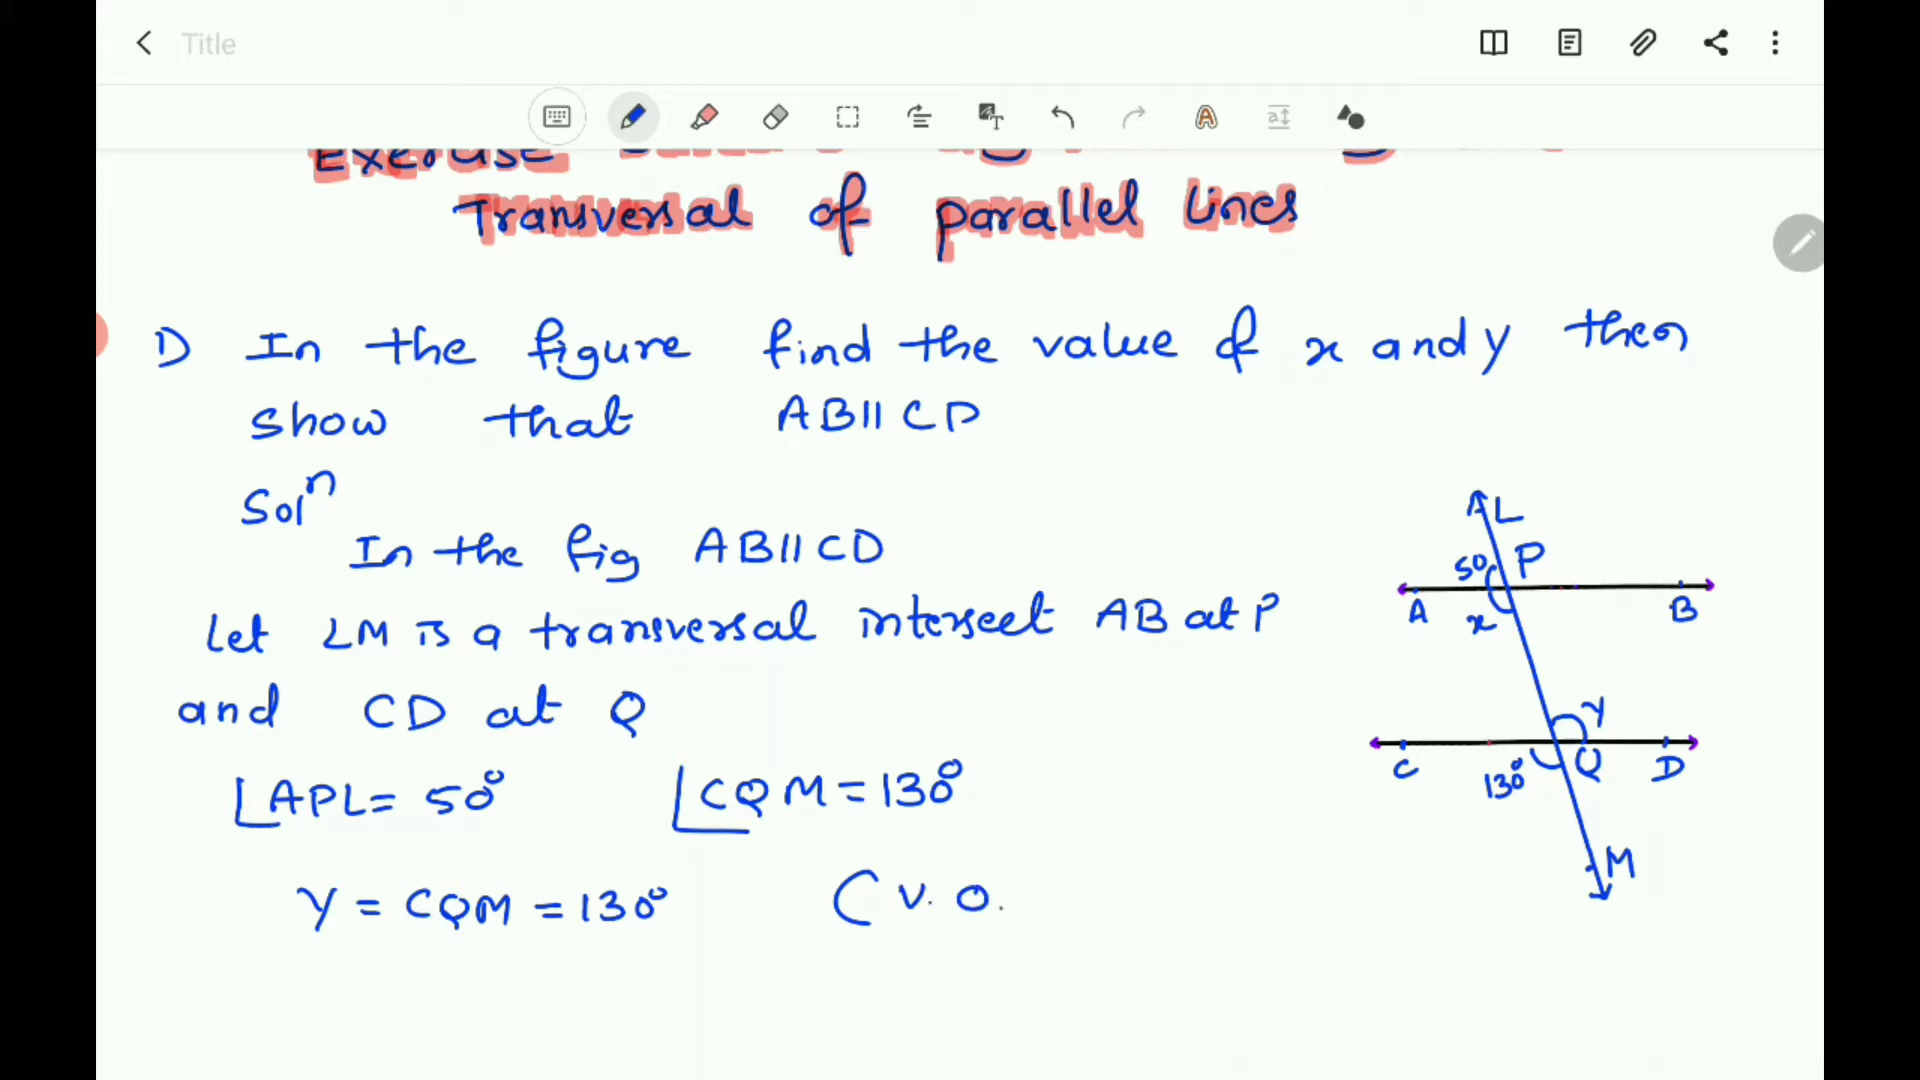 Title
Exercise
Transversal of parallel lines
1) In the figure find the value of x and y then
show that AB||CD
Solⁿ
In the fig AB||CD
Let LM is a transversal intersect AB at P
and CD at Q
∠APL = 50° ∠CQM = 130°
Y = CQM = 130° (V.O.
L
50 P
A x B
y
C 130° Q D
M